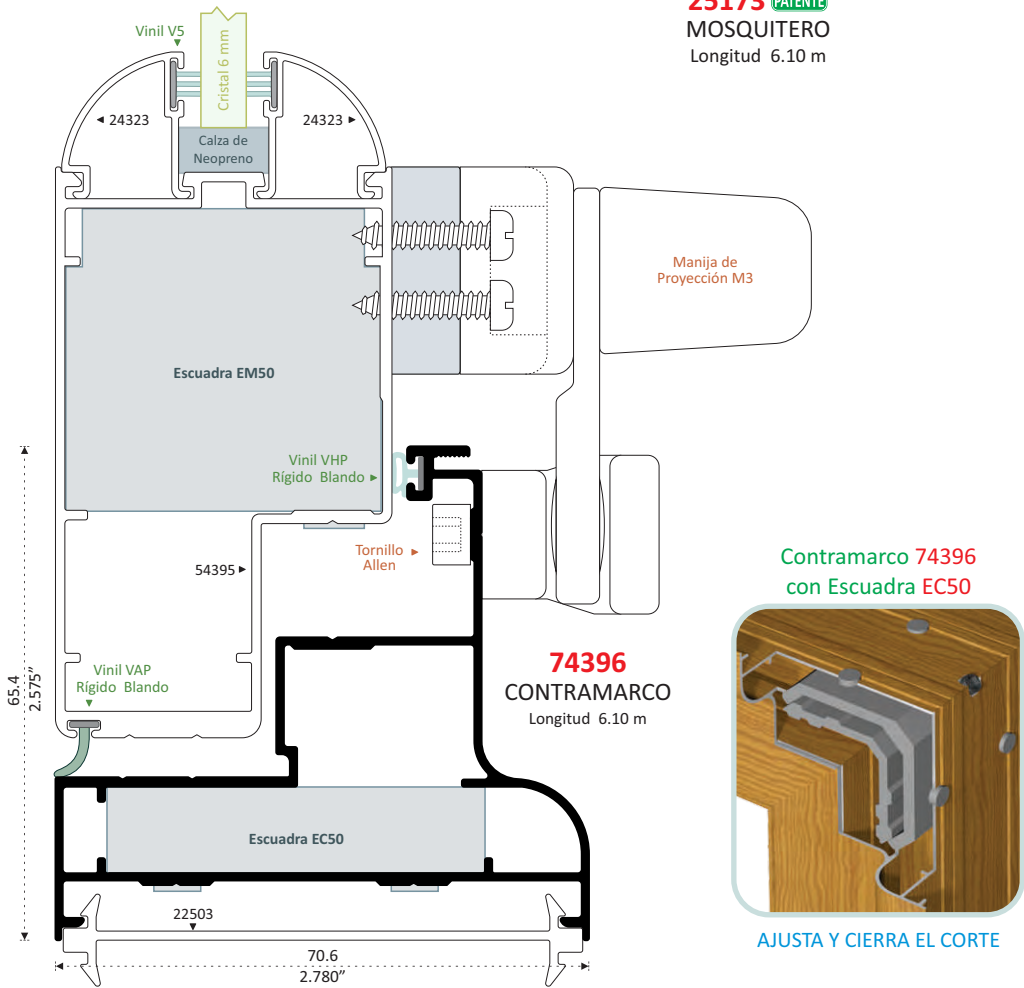 25173 PATENTE
MOSQUITERO
Longitud 6.10 m
Vinil V5
Cristal 6 mm
24323
24323
Calza de
Neopreno
Manija de
Proyección M3
Escuadra EM50
Vinil VHP
Rígido Blando
Tornillo
Allen
54395
Contramarco 74396
con Escuadra EC50
74396
CONTRAMARCO
Longitud 6.10 m
Vinil VAP
Rígido Blando
65.4
2.575”
Escuadra EC50
22503
70.6
2.780”
AJUSTA Y CIERRA EL CORTE